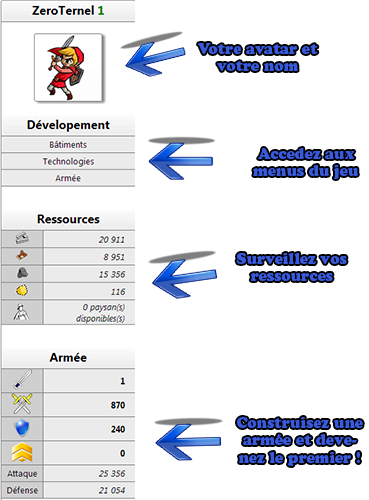 ZeroTernel 1
Votre avatar et
votre nom
Dévelopement
Bâtiments
Technologies
Armée
Accedez aux
menus du jeu
Ressources
20 911
8 951
15 356
116
0 paysan(s)
disponibles(s)
Surveillez vos
ressources
Armée
1
870
240
0
Attaque 25 356
Défense 21 054
Construisez une
armée et deve-
nez le premier !